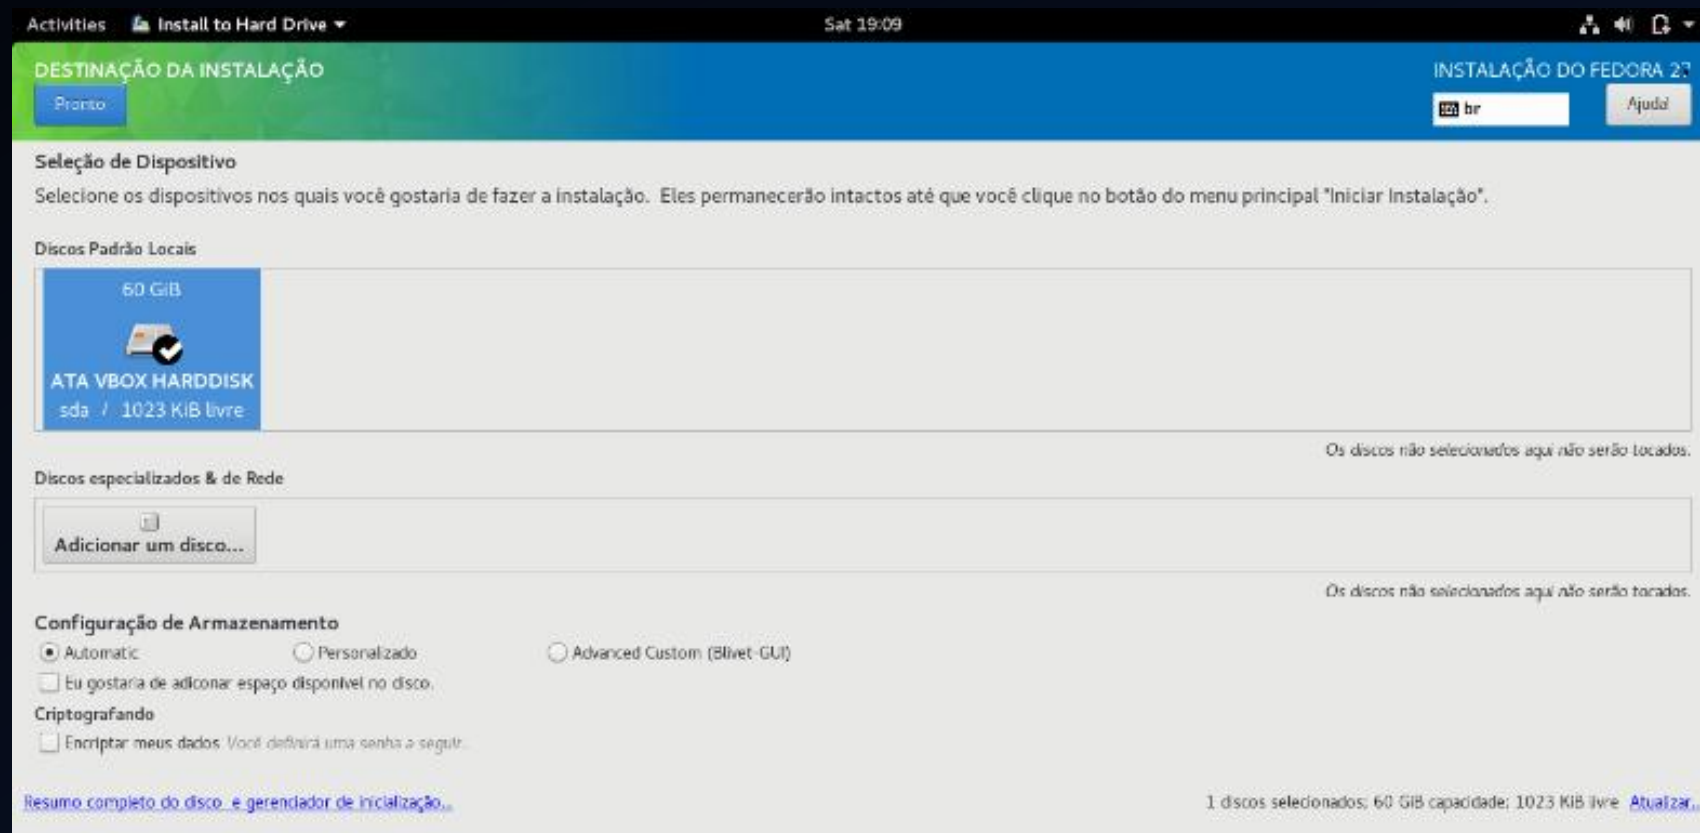 Activities Install to Hard Drive Sat 19:09
DESTINAÇÃO DA INSTALAÇÃO
INSTALAÇÃO DO FEDORA 27
Pronto
br
Ajuda!
Seleção de Dispositivo
Selecione os dispositivos nos quais você gostaria de fazer a instalação. Eles permanecerão intactos até que você clique no botão do menu principal "Iniciar Instalação".
Discos Padrão Locais
60 GiB
ATA VBOX HARDDISK
sda / 1023 KiB livre
Os discos não selecionados aqui não serão tocados.
Discos especializados & de Rede
Adicionar um disco...
Os discos não selecionados aqui não serão tocados.
Configuração de Armazenamento
Automatic Personalizado Advanced Custom (Blivet-GUI)
Eu gostaria de adiconar espaço disponível no disco.
Criptografando
Encriptar meus dados Você definirá uma senha a seguir.
Resumo completo do disco e gerenciador de inicialização...
1 discos selecionados; 60 GiB capacidade; 1023 KiB livre Atualizar...